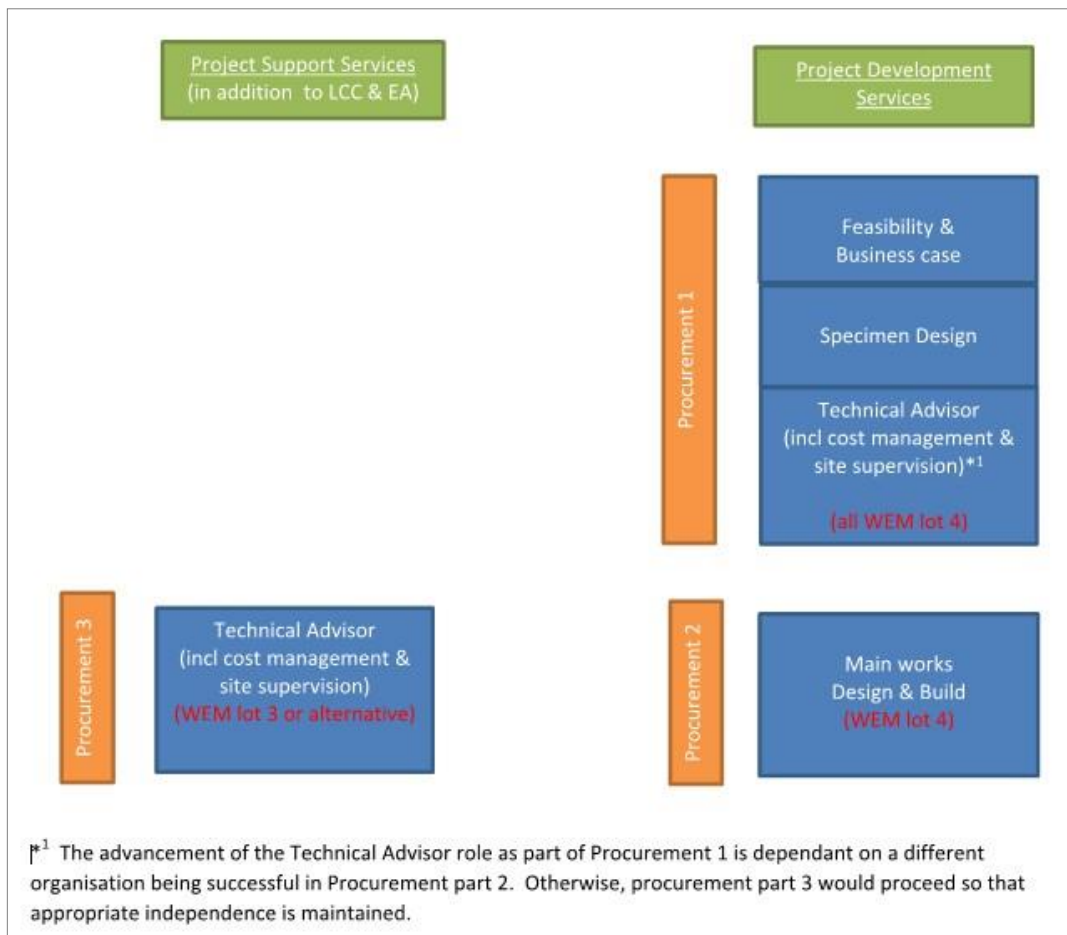 Project Support Services
(in addition to LCC & EA)
Project Development
Services
Procurement 1
Feasibility &
Business case
Specimen Design
Technical Advisor
(incl cost management &
site supervision)*¹
(all WEM lot 4)
Procurement 3
Technical Advisor
(incl cost management &
site supervision)
(WEM lot 3 or alternative)
Procurement 2
Main works
Design & Build
(WEM lot 4)
*¹ The advancement of the Technical Advisor role as part of Procurement 1 is dependant on a different
organisation being successful in Procurement part 2. Otherwise, procurement part 3 would proceed so that
appropriate independence is maintained.